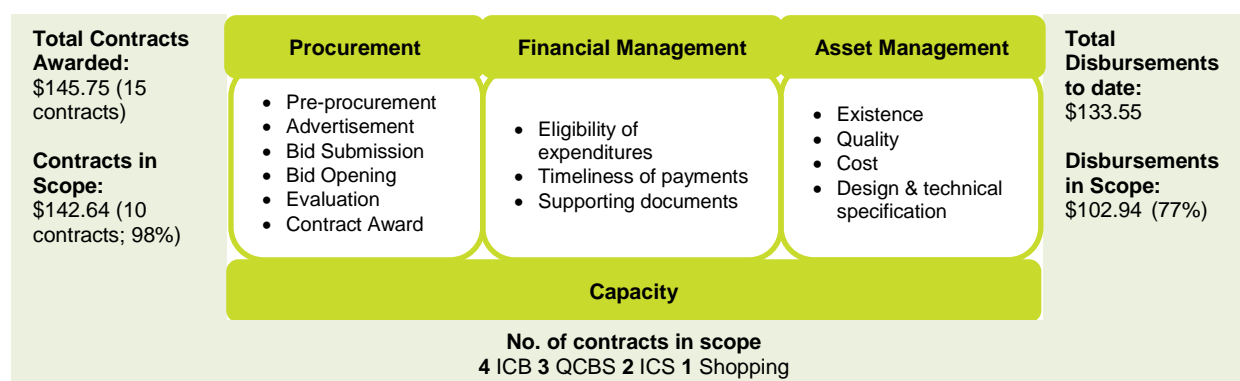 Total Contracts
Awarded:
$145.75 (15
contracts)
Contracts in
Scope:
$142.64 (10
contracts; 98%)
Procurement
• Pre-procurement
• Advertisement
• Bid Submission
• Bid Opening
• Evaluation
• Contract Award
Financial Management
• Eligibility of
expenditures
• Timeliness of payments
• Supporting documents
Asset Management
• Existence
• Quality
• Cost
• Design & technical
specification
Total
Disbursements
to date:
$133.55
Disbursements
in Scope:
$102.94 (77%)
Capacity
No. of contracts in scope
4 ICB 3 QCBS 2 ICS 1 Shopping